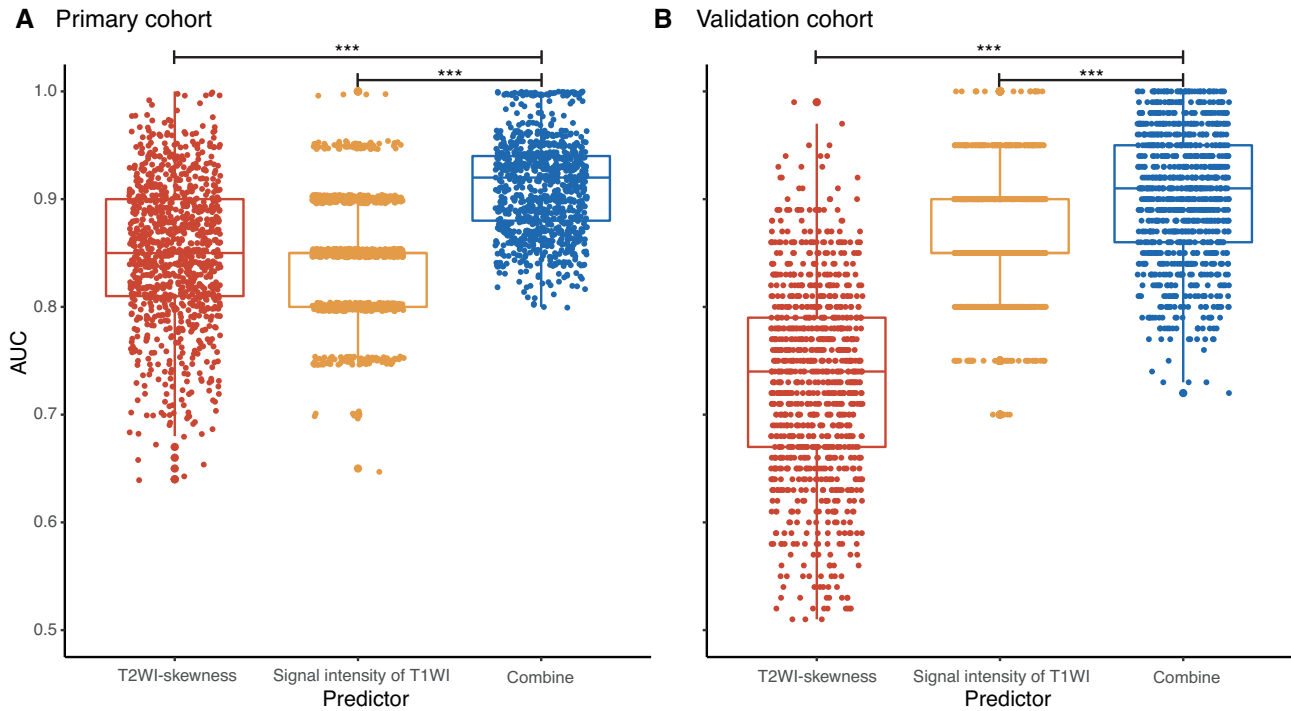 A Primary cohort
B Validation cohort
***
***
***
***
AUC
1.0
0.9
0.8
0.7
0.6
0.5
T2WI-skewness
Signal intensity of T1WI
Combine
T2WI-skewness
Signal intensity of T1WI
Combine
Predictor
Predictor